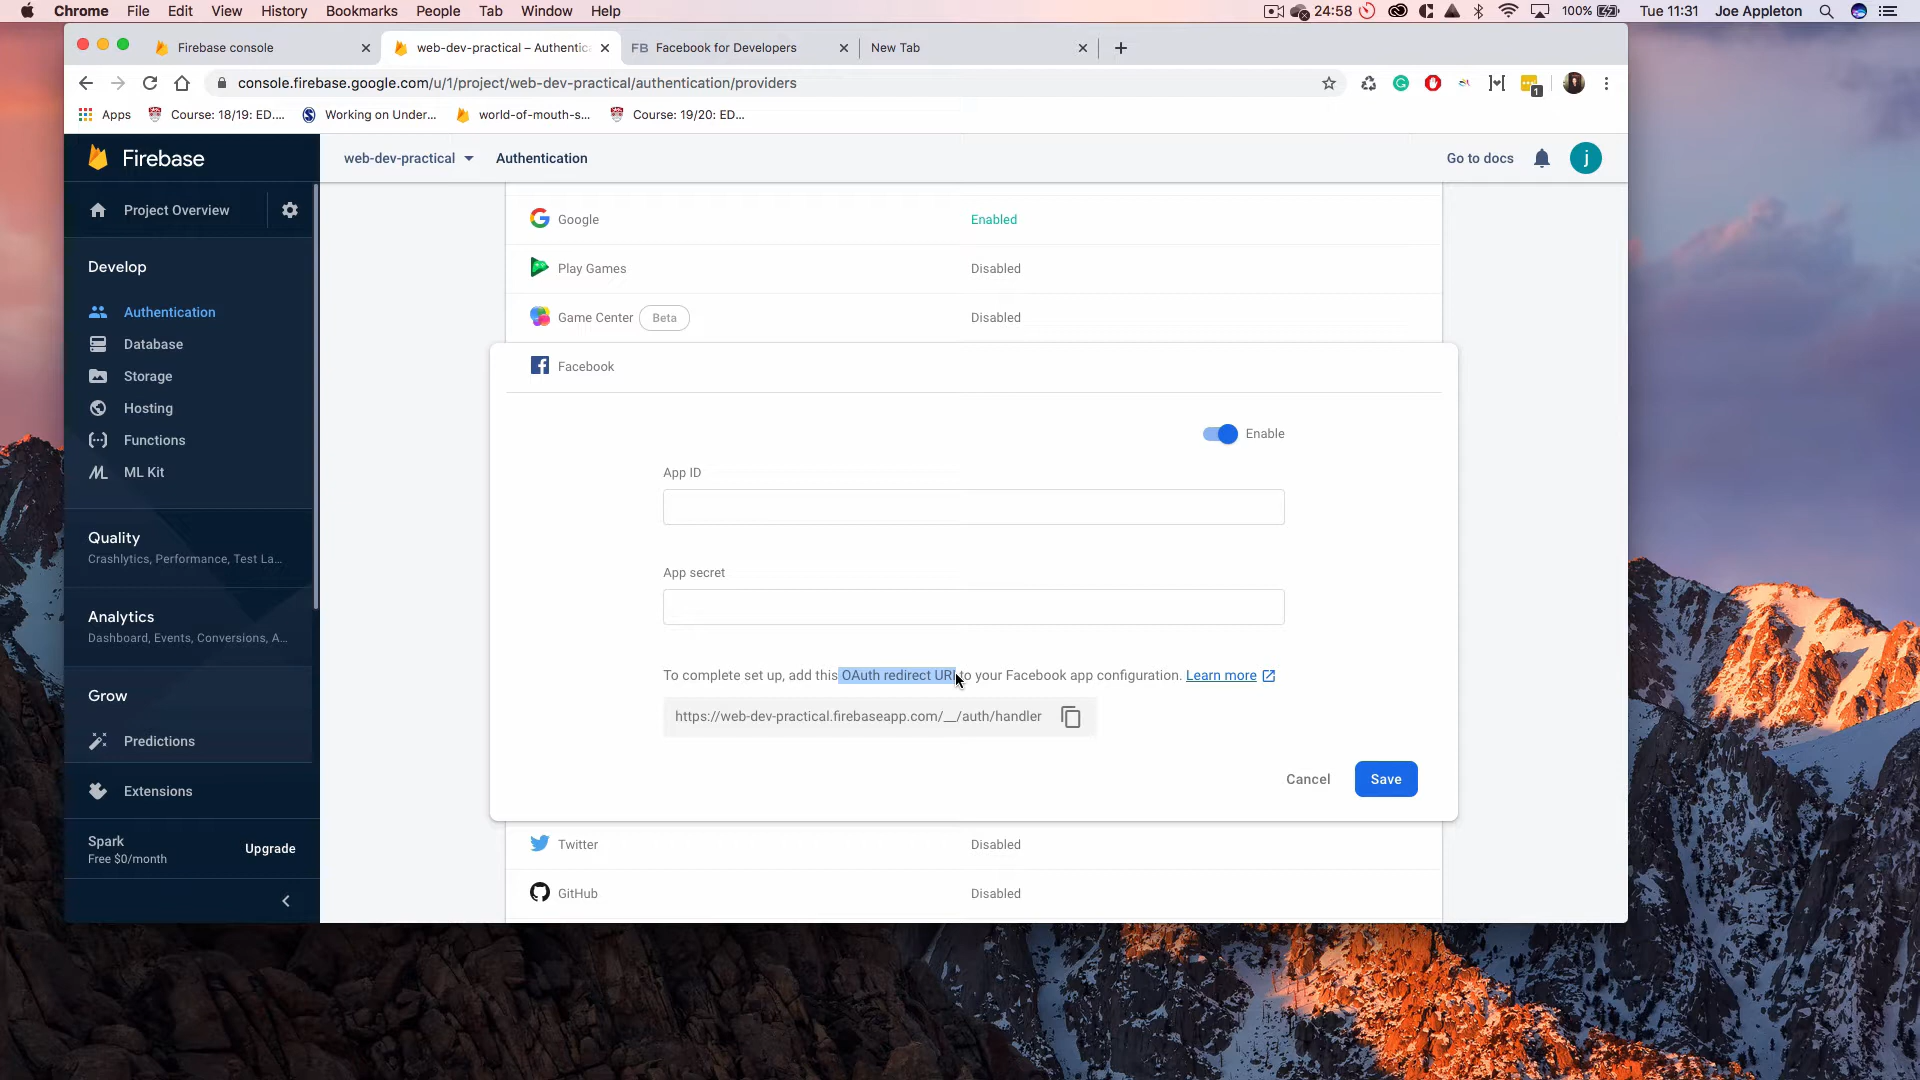 Chrome File Edit View History Bookmarks People Tab Window Help 24:58 100% Tue 11:31 Joe Appleton
Firebase console web-dev-practical – Authentic Facebook for Developers New Tab
console.firebase.google.com/u/1/project/web-dev-practical/authentication/providers 1
Apps Course: 18/19: ED.... Working on Under... world-of-mouth-s... Course: 19/20: ED...
Firebase web-dev-practical Authentication Go to docs j
Project Overview
Develop
Authentication
Database
Storage
Hosting
Functions
ML Kit
Quality
Crashlytics, Performance, Test La...
Analytics
Dashboard, Events, Conversions, A...
Grow
Predictions
Extensions
Spark
Free $0/month
Upgrade
Google Enabled
Play Games Disabled
Game Center Beta Disabled
Facebook
Enable
App ID
App secret
To complete set up, add this OAuth redirect URI to your Facebook app configuration. Learn more
https://web-dev-practical.firebaseapp.com/__/auth/handler
Cancel Save
Twitter Disabled
GitHub Disabled